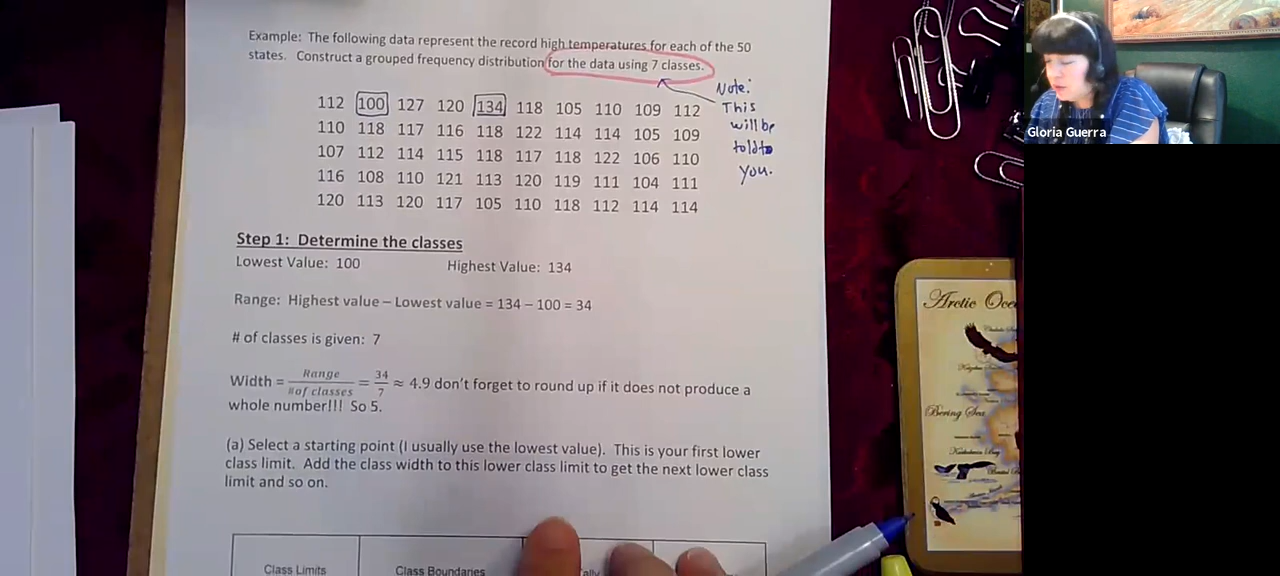 Example: The following data represent the record high temperatures for each of the 50
states. Construct a grouped frequency distribution for the data using 7 classes.
Note:
This
will be
told to
you.
112 100 127 120 134 118 105 110 109 112
110 118 117 116 118 122 114 114 105 109
107 112 114 115 118 117 118 122 106 110
116 108 110 121 113 120 119 111 104 111
120 113 120 117 105 110 118 112 114 114
Step 1: Determine the classes
Lowest Value: 100 Highest Value: 134
Range: Highest value – Lowest value = 134 – 100 = 34
# of classes is given: 7
Width = Range/#of classes = 34/7 ≈ 4.9 don't forget to round up if it does not produce a
whole number!!! So 5.
(a) Select a starting point (I usually use the lowest value). This is your first lower
class limit. Add the class width to this lower class limit to get the next lower class
limit and so on.
Class Limits Class Boundaries
Gloria Guerra
Arctic Oce
Bering Sea